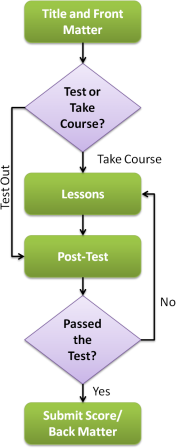 Title and Front
Matter
Test or
Take
Course?
Test Out
Take Course
Lessons
Post-Test
Passed
the
Test?
No
Yes
Submit Score/
Back Matter